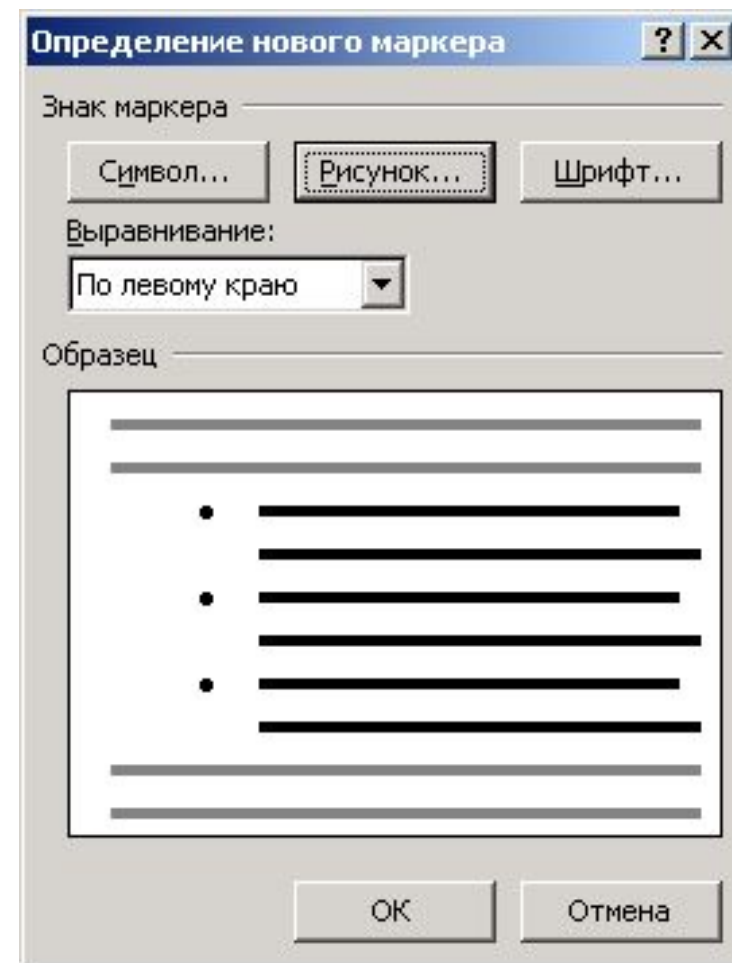 Определение нового маркера
Знак маркера
Символ... Рисунок... Шрифт...
Выравнивание:
По левому краю
Образец
ОК Отмена